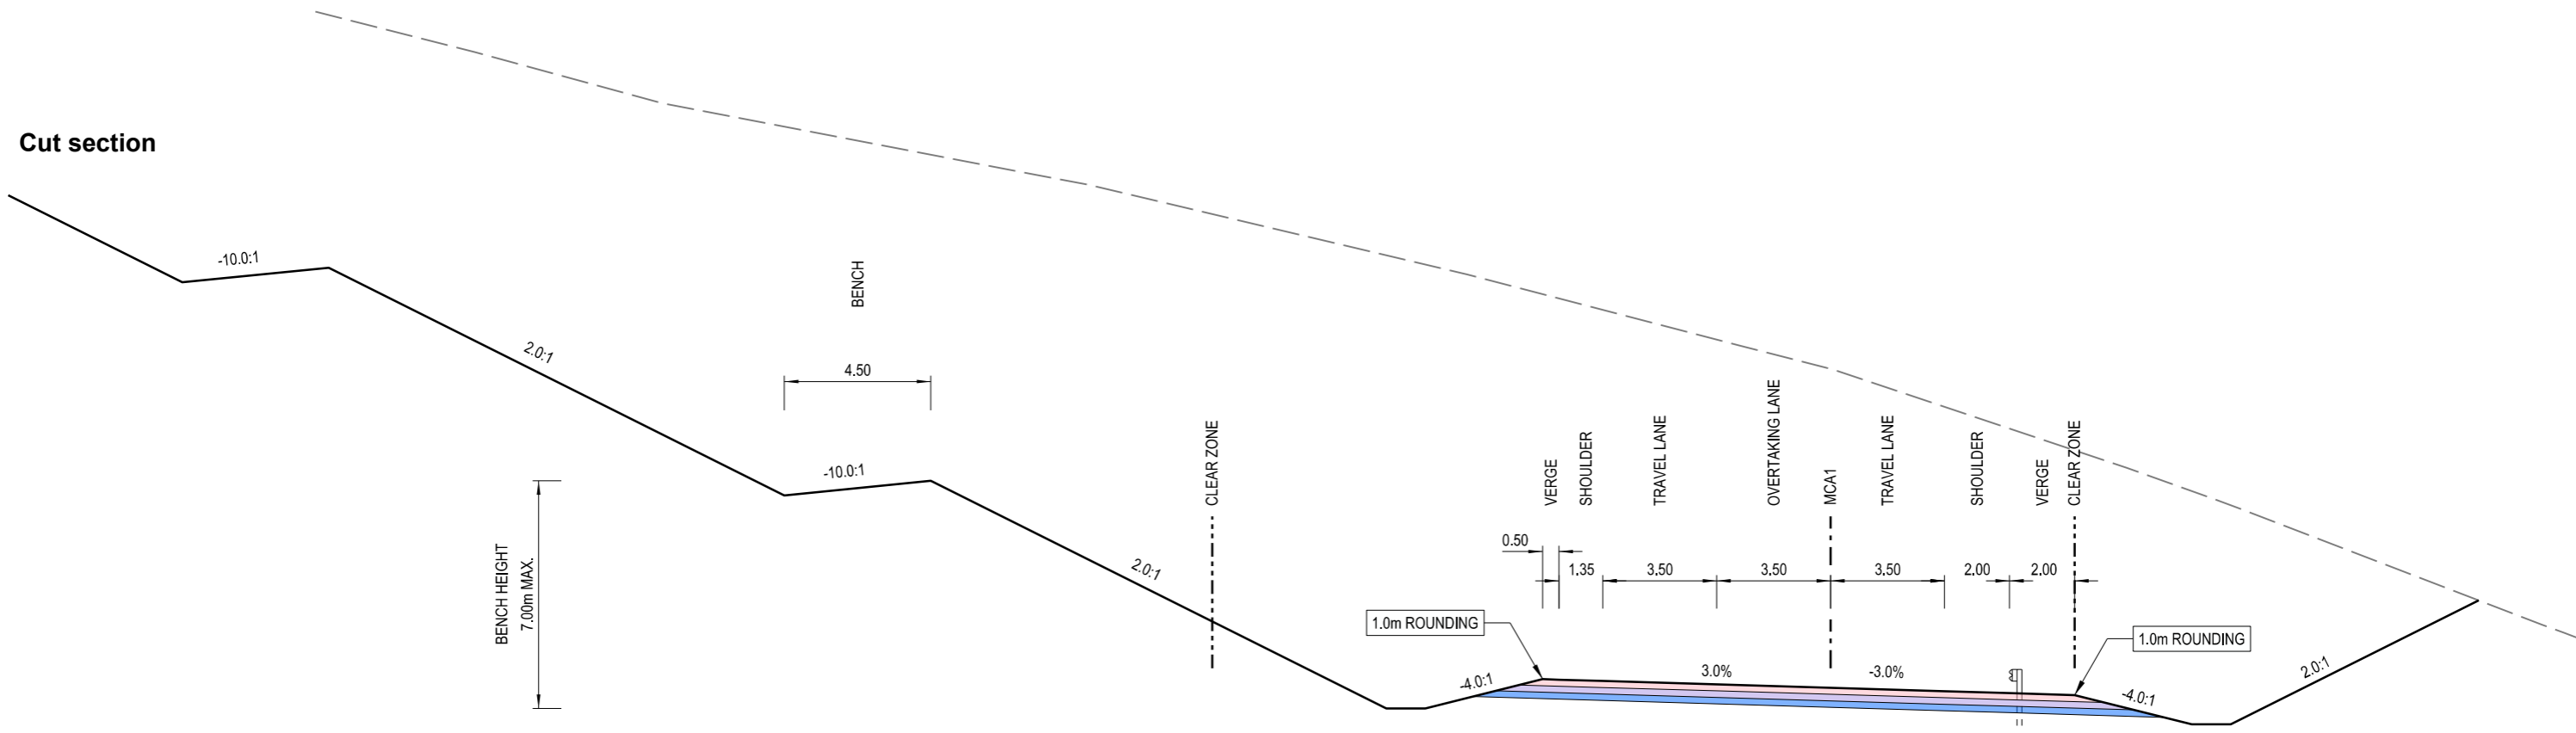 Cut section
-10.0:1
2.0:1
BENCH
4.50
-10.0:1
BENCH HEIGHT
7.00m MAX.
2.0:1
CLEAR ZONE
VERGE
SHOULDER
TRAVEL LANE
OVERTAKING LANE
MCA1
TRAVEL LANE
SHOULDER
VERGE
CLEAR ZONE
0.50
1.35
3.50
3.50
3.50
2.00
2.00
1.0m ROUNDING
1.0m ROUNDING
-4.0:1
3.0%
-3.0%
-4.0:1
2.0:1